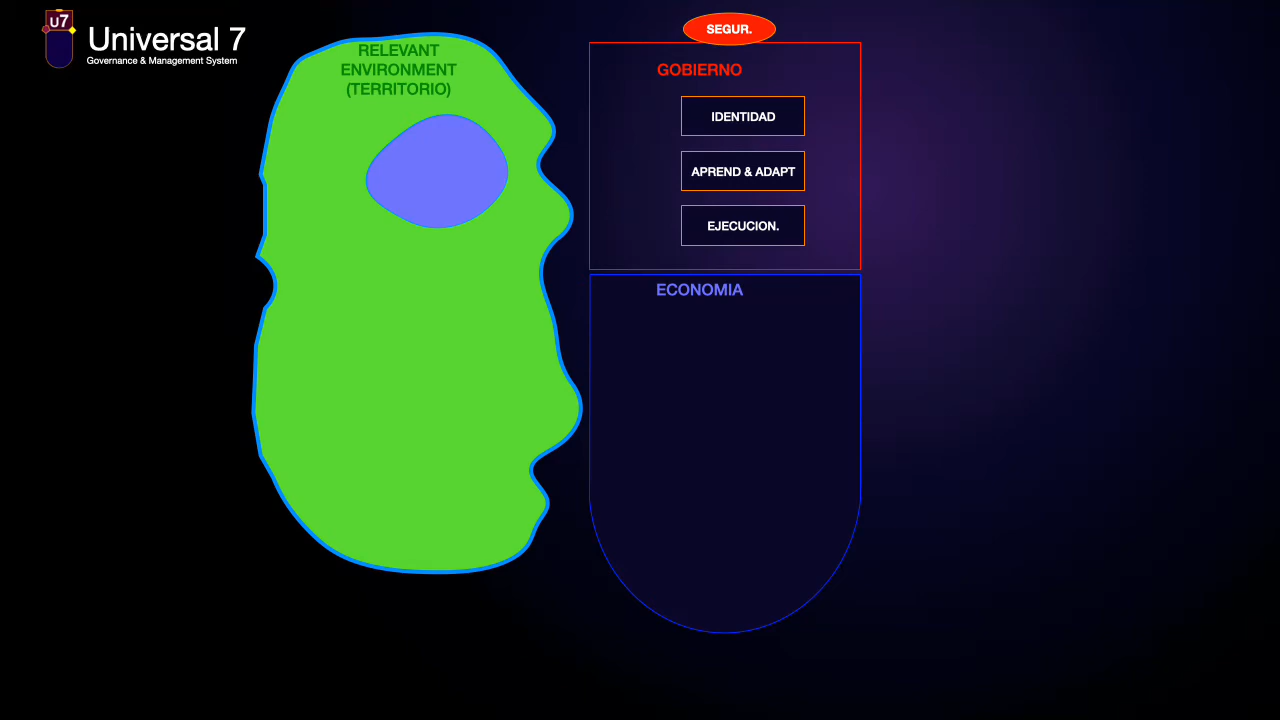 U7
Universal 7
Governance & Management System
RELEVANT
ENVIRONMENT
(TERRITORIO)
SEGUR.
GOBIERNO
IDENTIDAD
APREND & ADAPT
EJECUCION.
ECONOMIA